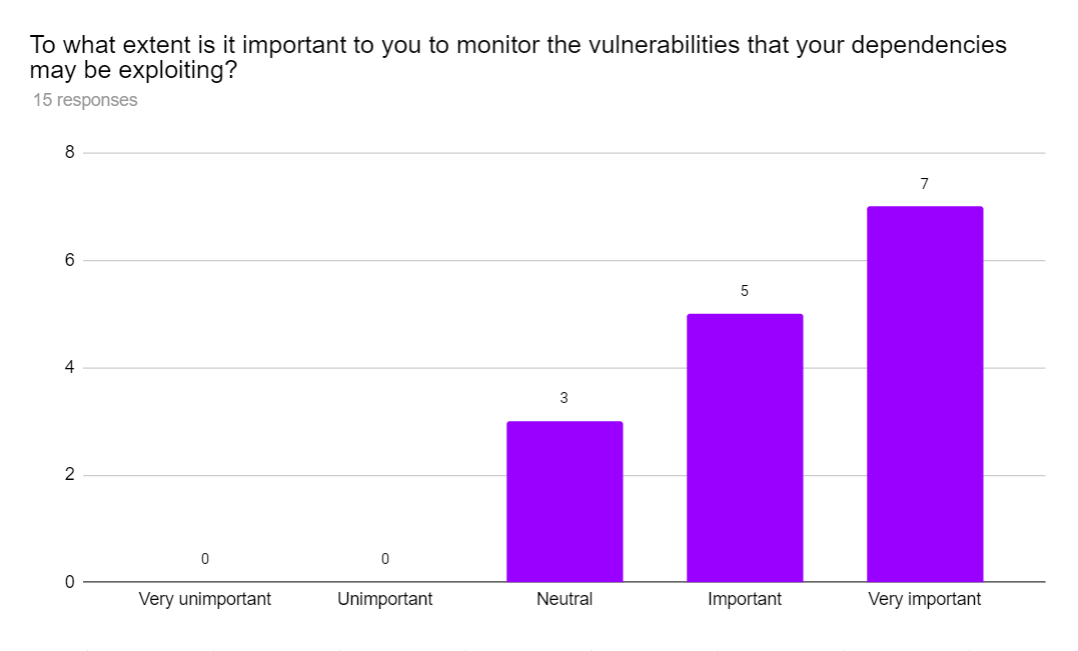 To what extent is it important to you to monitor the vulnerabilities that your dependencies
may be exploiting?
15 responses
8
7
6
5
4
3
2
0
0
0
Very unimportant
Unimportant
Neutral
Important
Very important